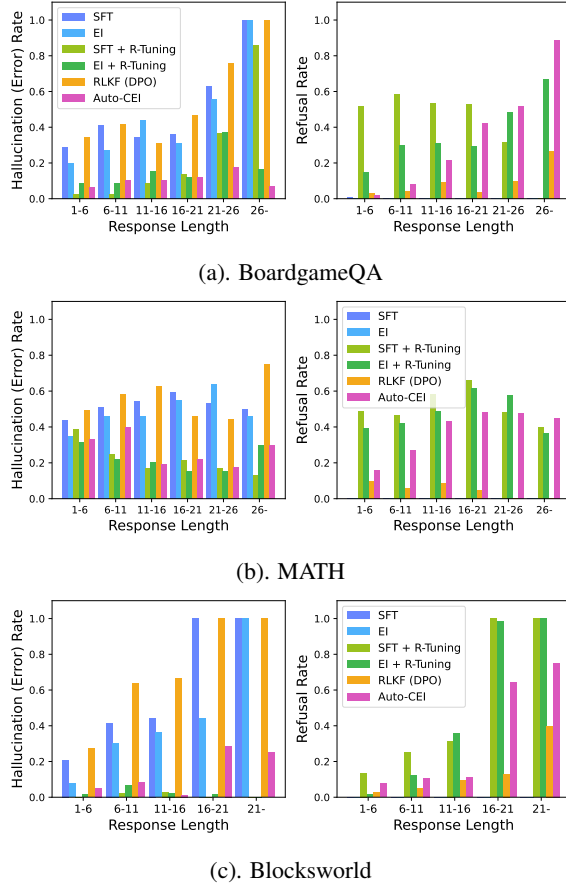 1.0
0.8
0.6
0.4
0.2
0.0
Hallucination (Error) Rate
SFT
EI
SFT + R-Tuning
EI + R-Tuning
RLKF (DPO)
Auto-CEI
1-6 6-11 11-16 16-21 21-26 26-
Response Length
1.0
0.8
0.6
0.4
0.2
0.0
Refusal Rate
1-6 6-11 11-16 16-21 21-26 26-
Response Length
(a). BoardgameQA
1.0
0.8
0.6
0.4
0.2
0.0
Hallucination (Error) Rate
1-6 6-11 11-16 16-21 21-26 26-
Response Length
1.0
0.8
0.6
0.4
0.2
0.0
Refusal Rate
SFT
EI
SFT + R-Tuning
EI + R-Tuning
RLKF (DPO)
Auto-CEI
1-6 6-11 11-16 16-21 21-26 26-
Response Length
(b). MATH
1.0
0.8
0.6
0.4
0.2
0.0
Hallucination (Error) Rate
1-6 6-11 11-16 16-21 21-
Response Length
1.0
0.8
0.6
0.4
0.2
0.0
Refusal Rate
SFT
EI
SFT + R-Tuning
EI + R-Tuning
RLKF (DPO)
Auto-CEI
1-6 6-11 11-16 16-21 21-
Response Length
(c). Blocksworld